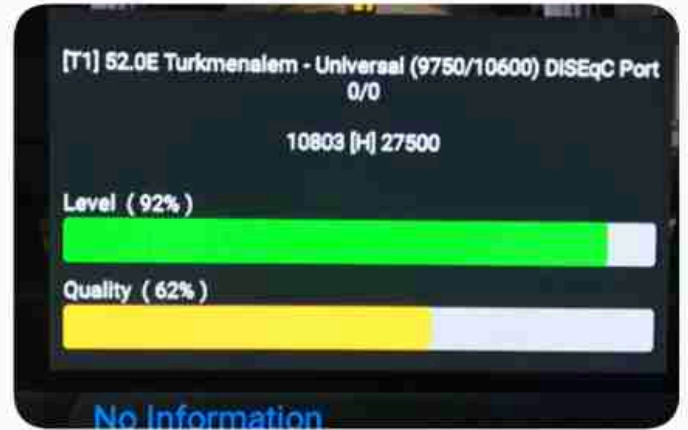 [T1] 52.0E Turkmenalem - Universal (9750/10600) DiSEqC Port
0/0
10803 [H] 27500
Level ( 92% )
Quality ( 62% )
No Information